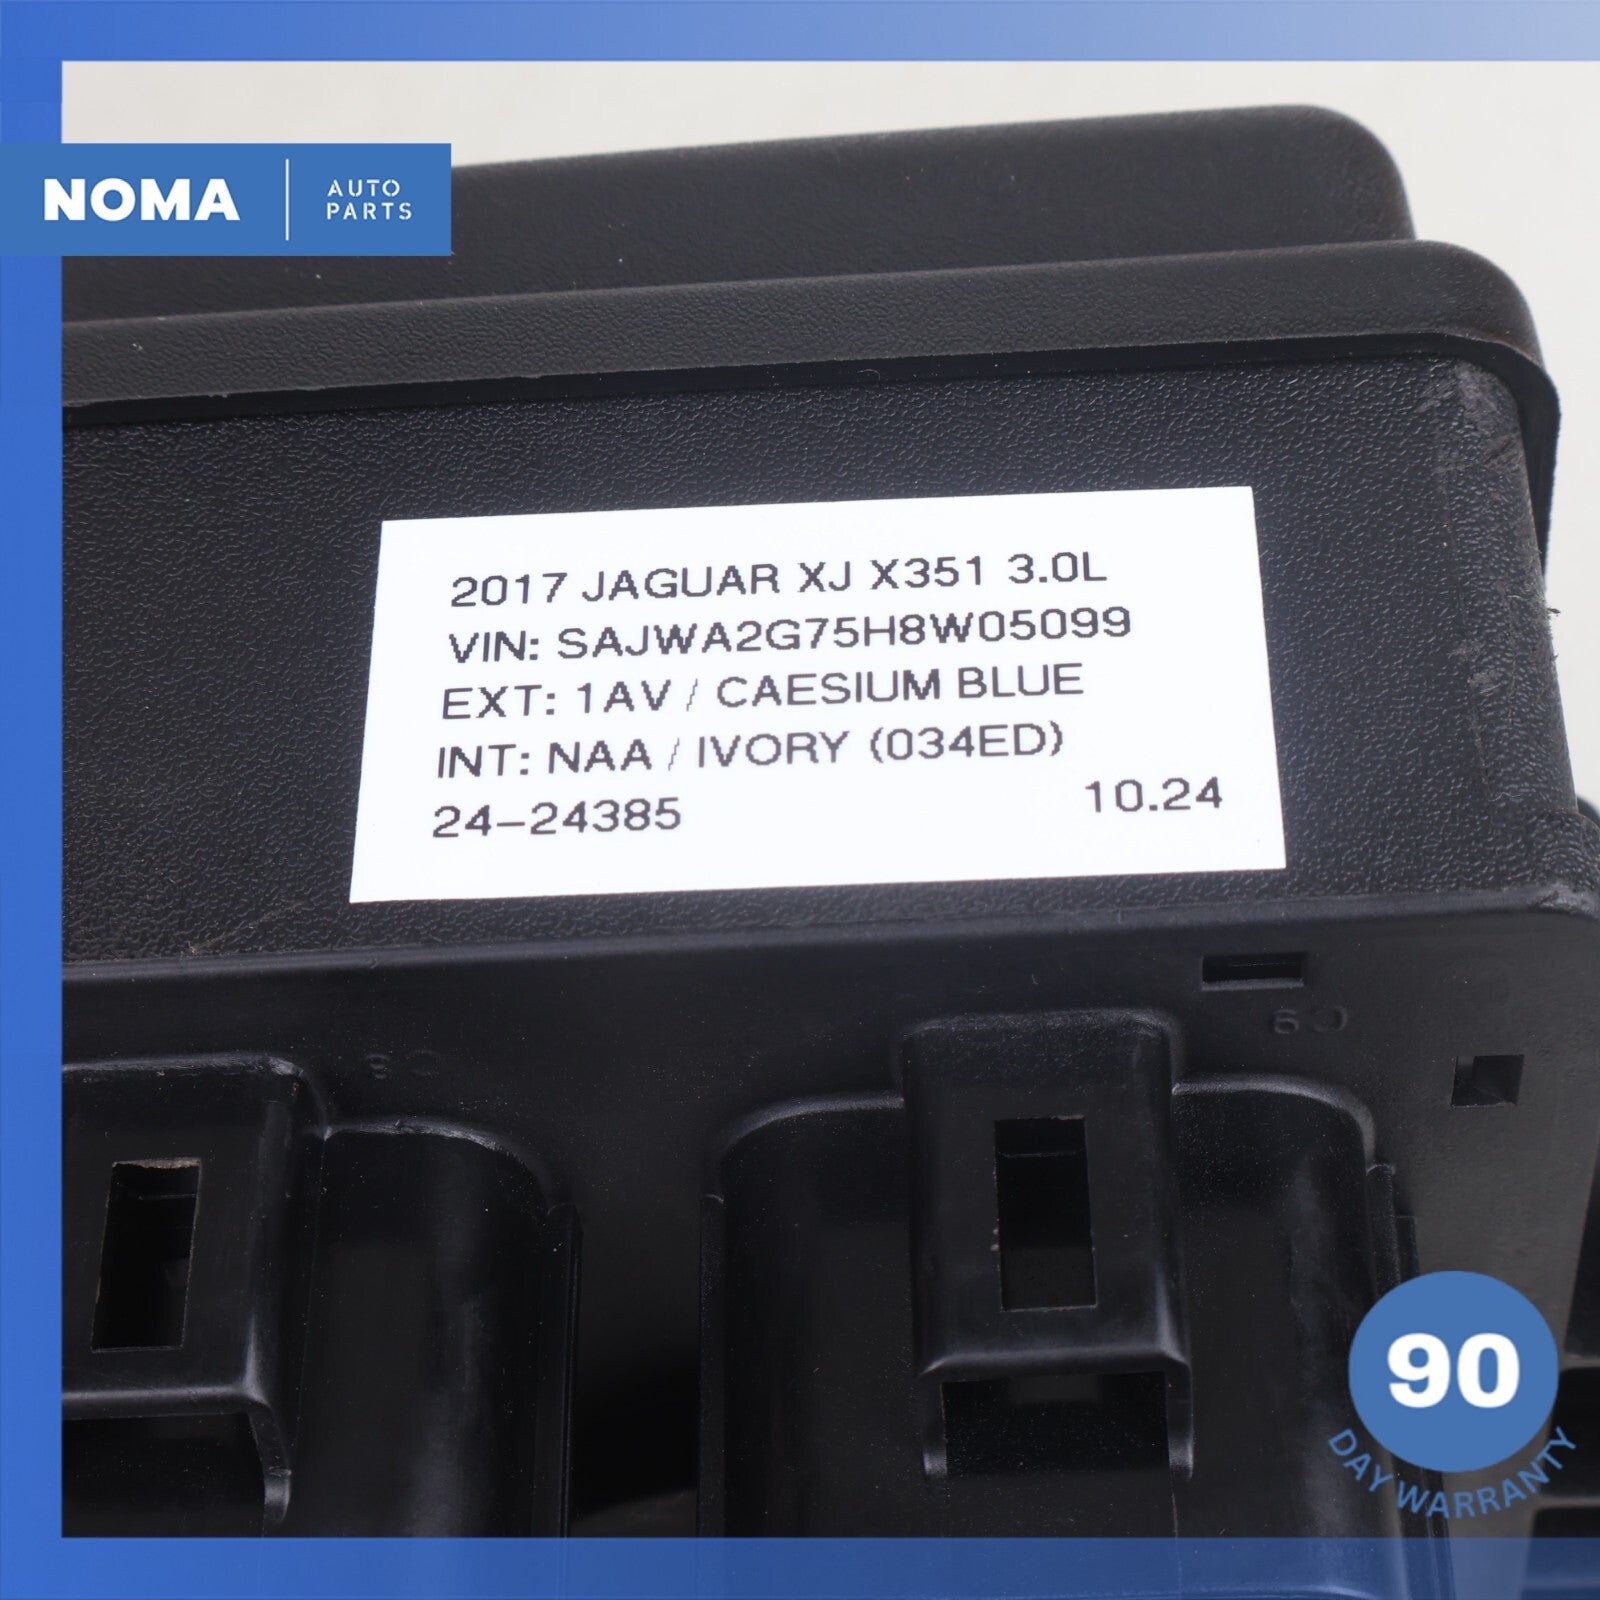 NOMA
AUTO
PARTS
2017 JAGUAR XJ X351 3.0L
VIN: SAJWA2G75H8W05099
EXT: 1AV / CAESIUM BLUE
INT: NAA / IVORY (034ED)
24-24385 10.24
90
DAY WARRANTY